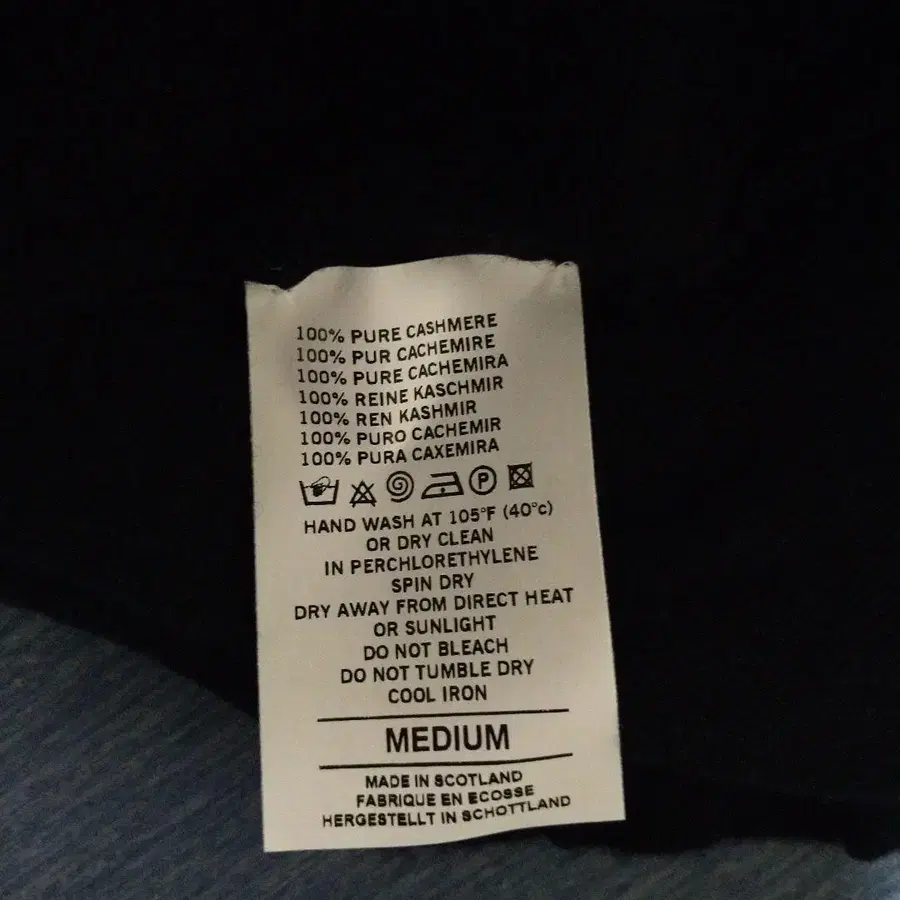 100% PURE CASHMERE
100% PUR CACHEMIRE
100% PURE CACHEMIRA
100% REINE KASCHMIR
100% REN KASHMIR
100% PURO CACHEMIR
100% PURA CAXEMIRA
P
HAND WASH AT 105°F (40°c)
OR DRY CLEAN
IN PERCHLORETHYLENE
SPIN DRY
DRY AWAY FROM DIRECT HEAT
OR SUNLIGHT
DO NOT BLEACH
DO NOT TUMBLE DRY
COOL IRON
MEDIUM
MADE IN SCOTLAND
FABRIQUE EN ECOSSE
HERGESTELLT IN SCHOTTLAND